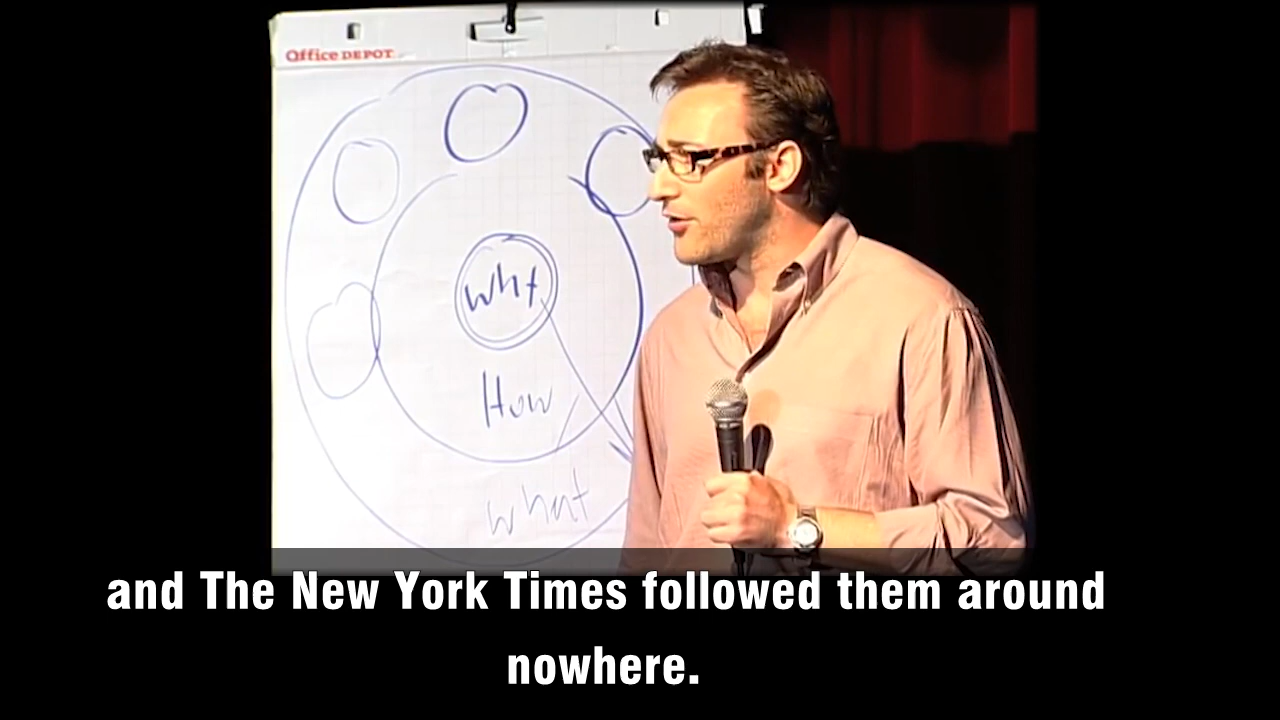 Office DEPOT
Why
How
what
and The New York Times followed them around
nowhere.